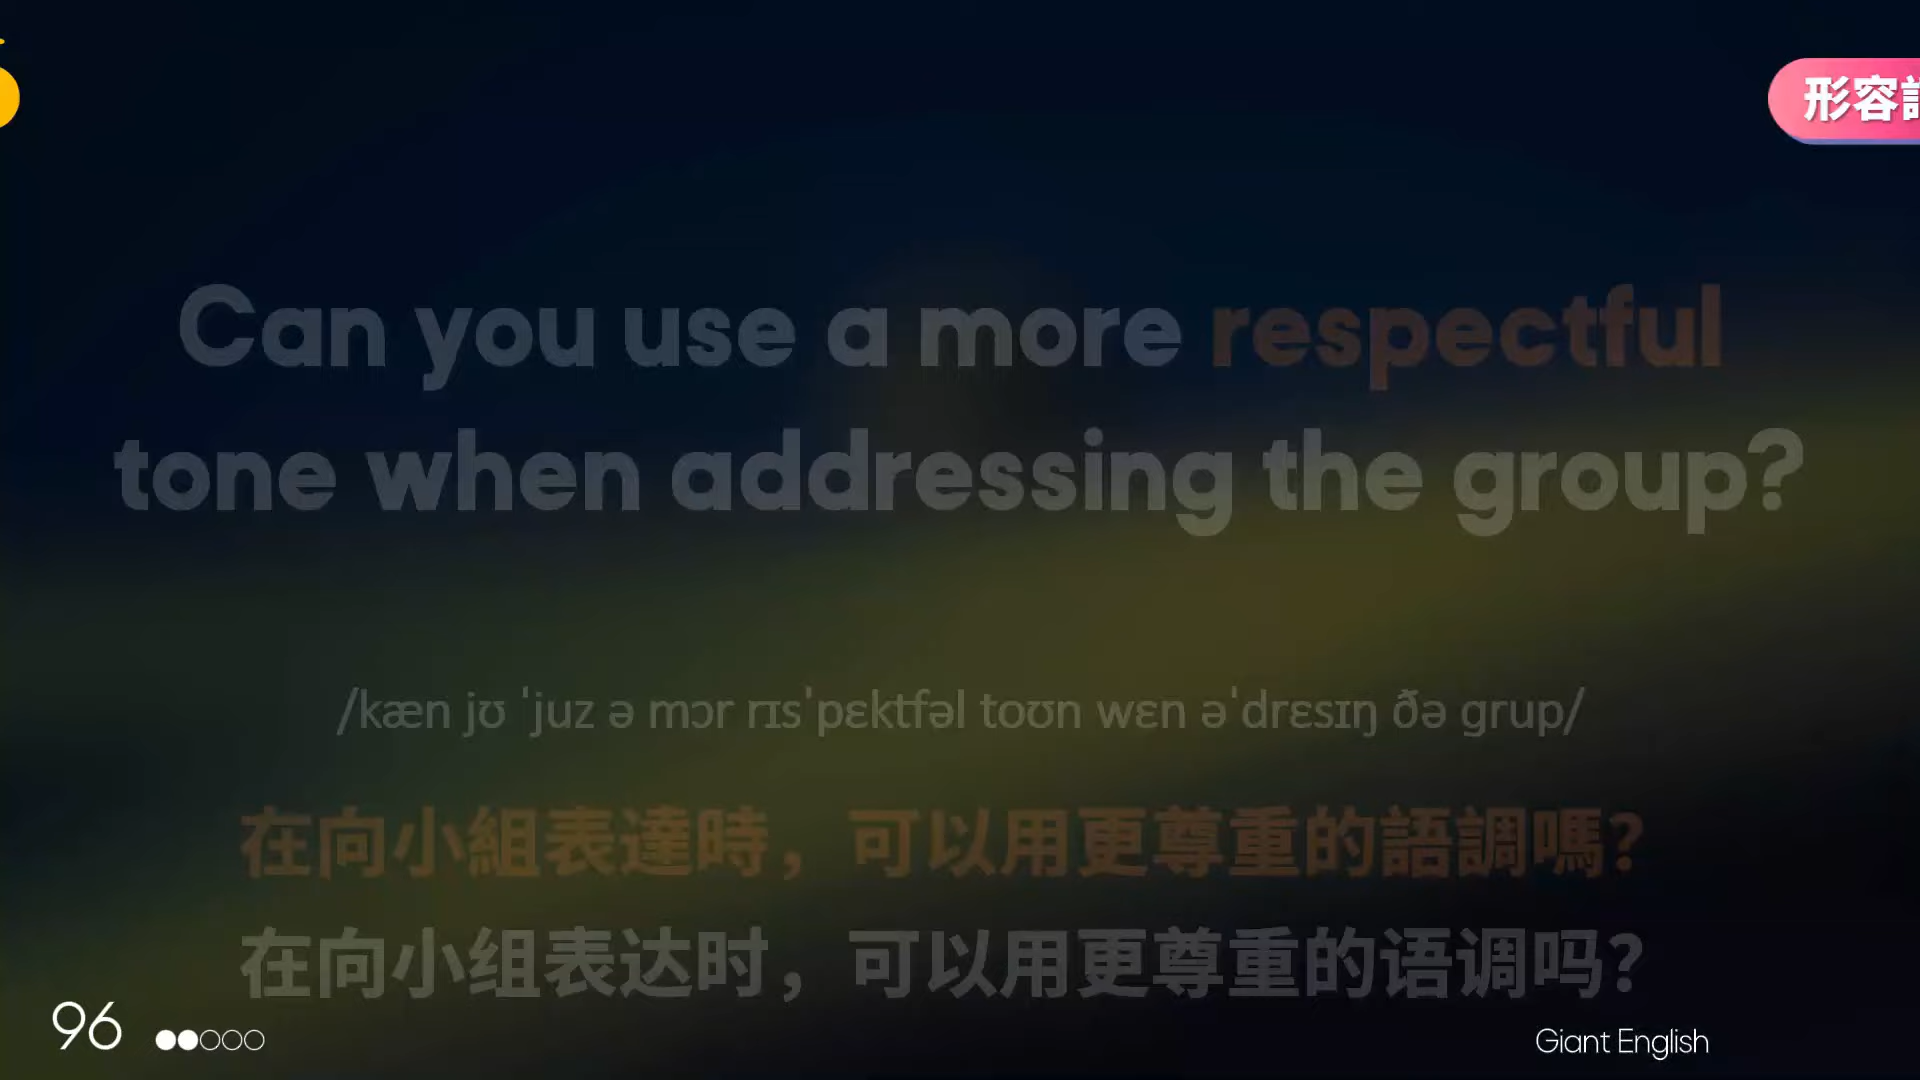 形容
Can you use a more respectful
tone when addressing the group?
/kæn jʊ ˈjuz ə mɔr rɪsˈpɛktfəl toʊn wɛn əˈdrɛsɪŋ ðə grup/
在向小組表達時，可以用更尊重的語調嗎？
在向小组表达时，可以用更尊重的语调吗？
96
Giant English